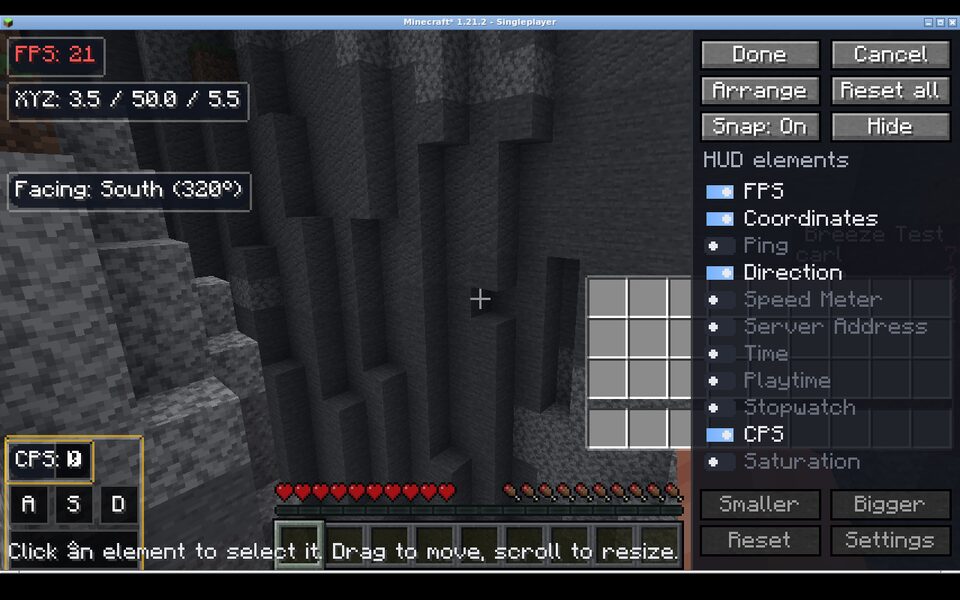 Minecraft* 1.21.2 - Singleplayer
FPS: 21
XYZ: 3.5 / 50.0 / 5.5
Facing: South (320°)
Done
Cancel
Arrange
Reset all
Snap: On
Hide
HUD elements
FPS
Coordinates
Ping
Direction
Speed Meter
Server Address
Time
Playtime
Stopwatch
CPS
Saturation
Breeze Test
carl
Smaller
Bigger
Reset
Settings
CPS: 0
A S D
Click an element to select it. Drag to move, scroll to resize.